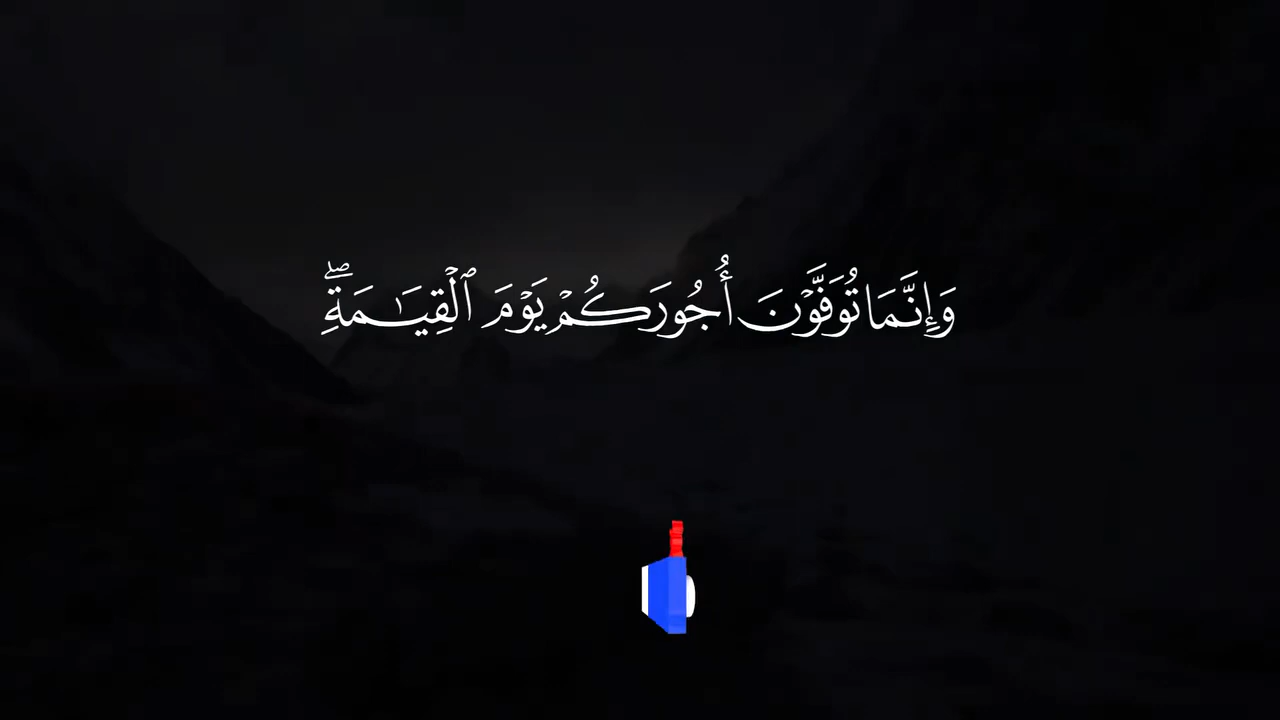 وَإِنَّمَا تُوَفَّوۡنَ أُجُورَكُمۡ يَوۡمَ ٱلۡقِيَٰمَةِۖ